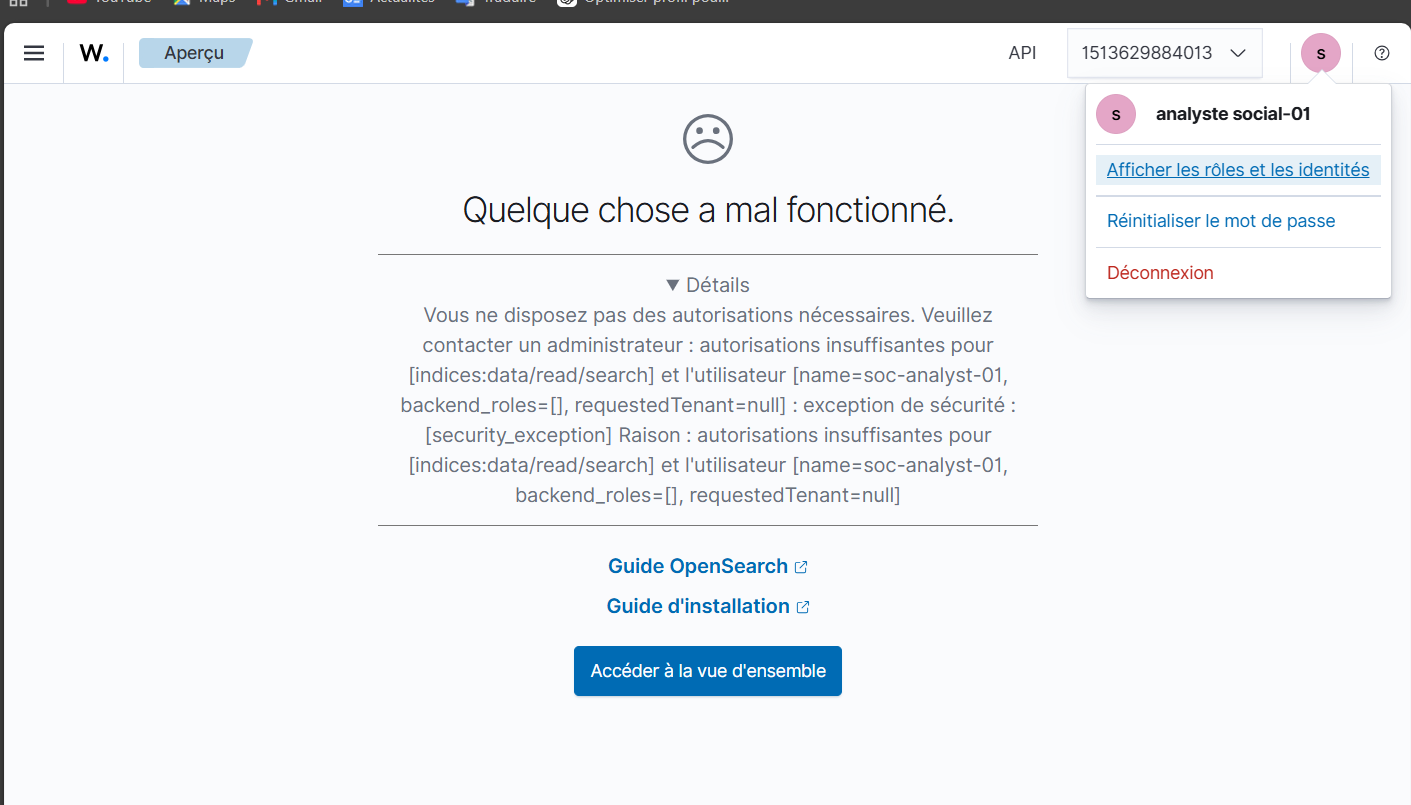 W.
Aperçu
API
1513629884013
s
s
analyste social-01
Afficher les rôles et les identités
Réinitialiser le mot de passe
Déconnexion
Quelque chose a mal fonctionné.
▼ Détails
Vous ne disposez pas des autorisations nécessaires. Veuillez
contacter un administrateur : autorisations insuffisantes pour
[indices:data/read/search] et l'utilisateur [name=soc-analyst-01,
backend_roles=[], requestedTenant=null] : exception de sécurité :
[security_exception] Raison : autorisations insuffisantes pour
[indices:data/read/search] et l'utilisateur [name=soc-analyst-01,
backend_roles=[], requestedTenant=null]
Guide OpenSearch
Guide d'installation
Accéder à la vue d'ensemble